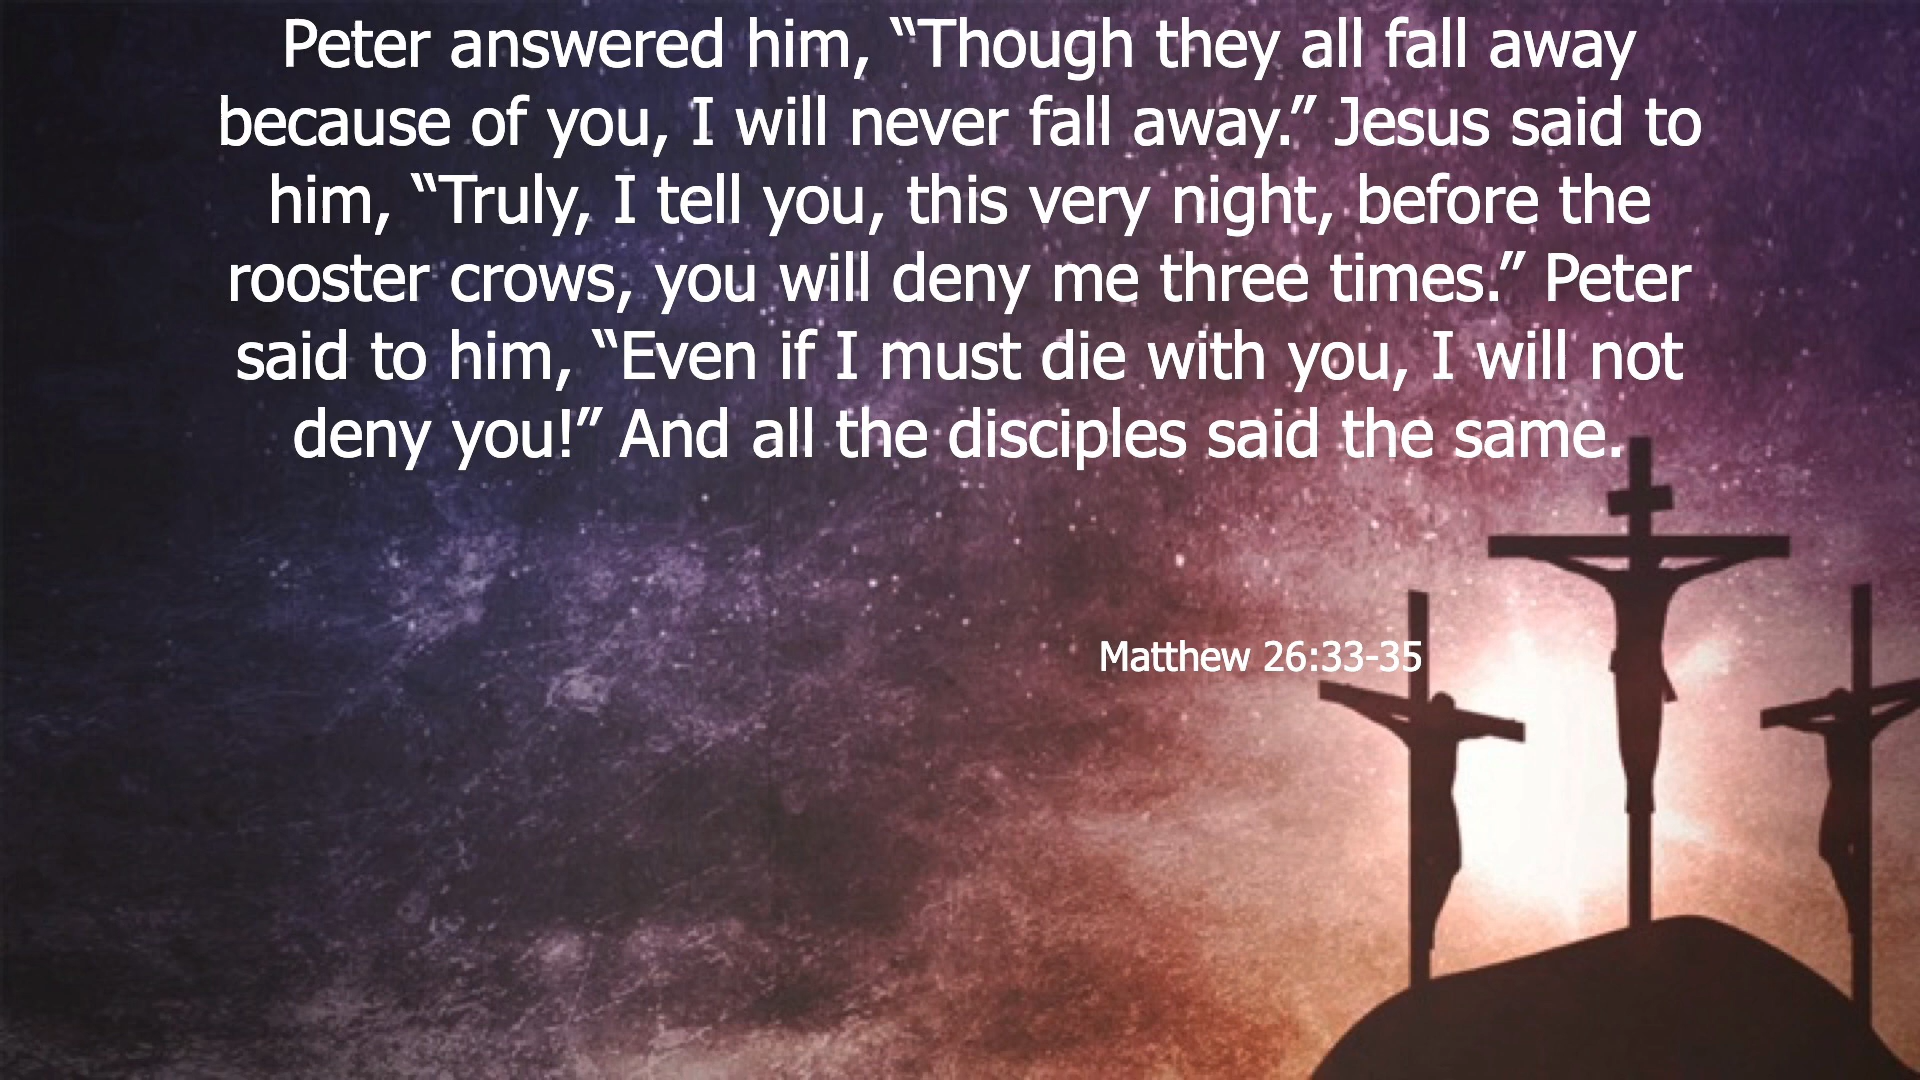 Peter answered him, “Though they all fall away
because of you, I will never fall away.” Jesus said to
him, “Truly, I tell you, this very night, before the
rooster crows, you will deny me three times.” Peter
said to him, “Even if I must die with you, I will not
deny you!” And all the disciples said the same.
Matthew 26:33-35